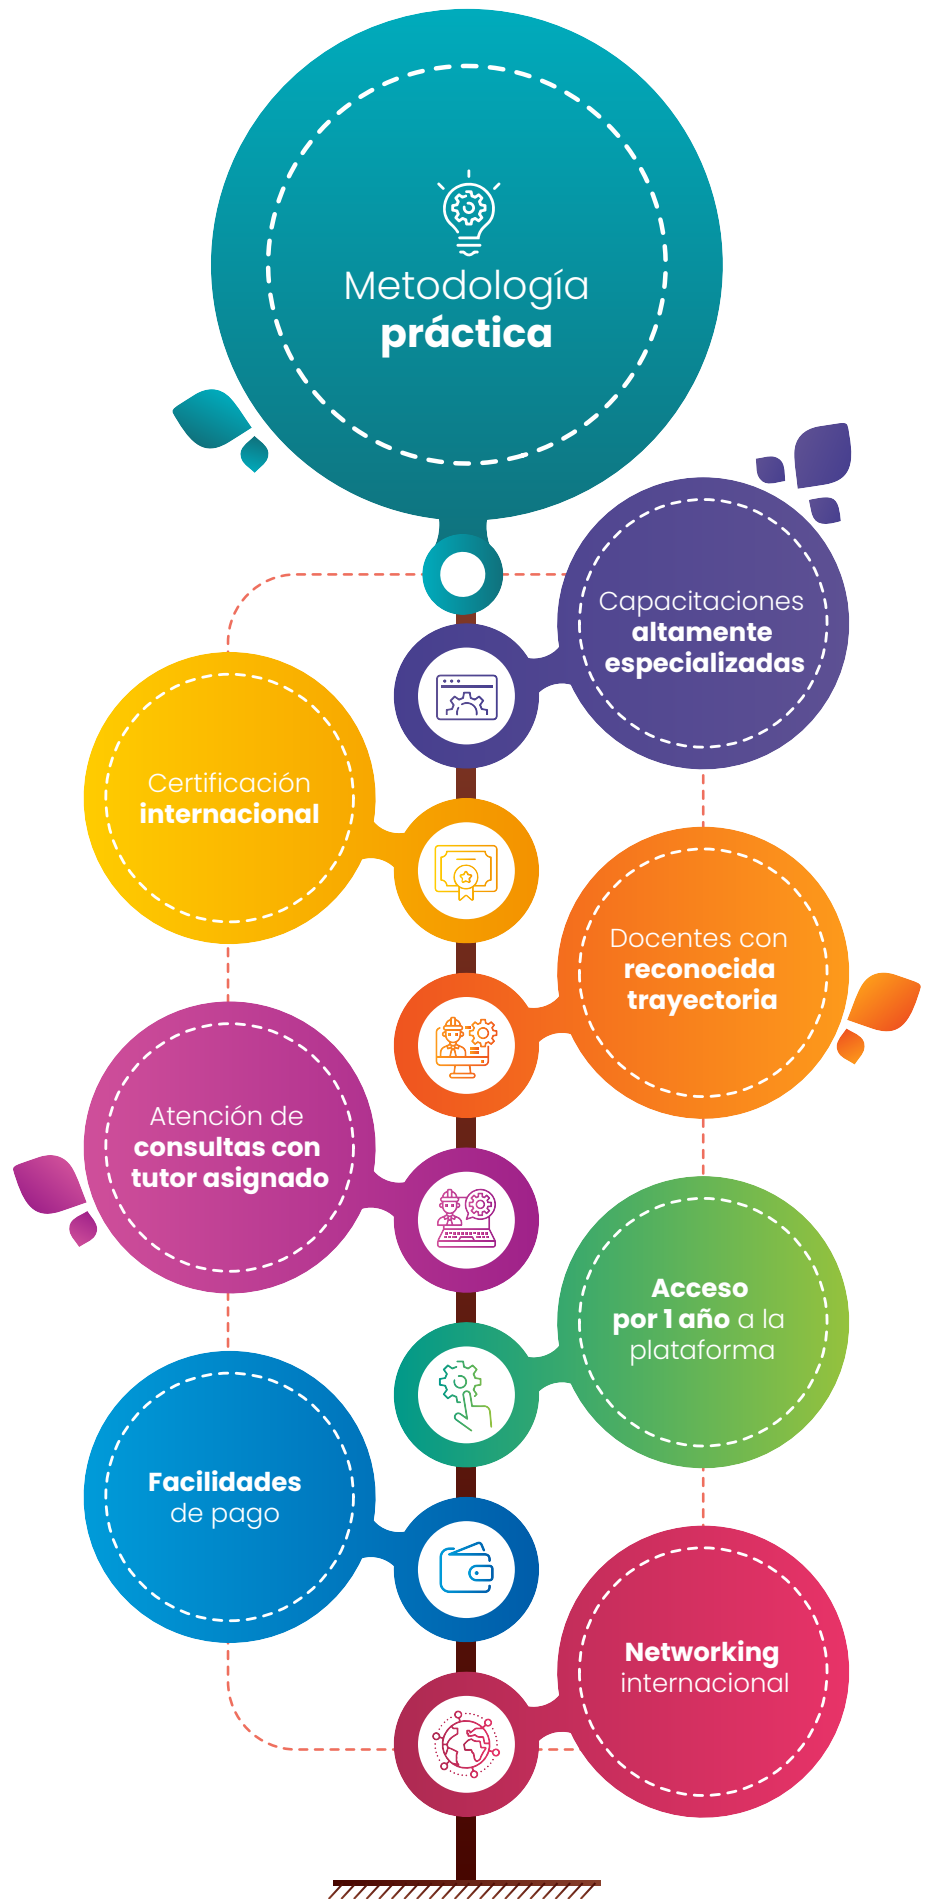 Metodología
práctica
Capacitaciones
altamente
especializadas
Certificación
internacional
Docentes con
reconocida
trayectoria
Atención de
consultas con
tutor asignado
Acceso
por 1 año a la
plataforma
Facilidades
de pago
Networking
internacional